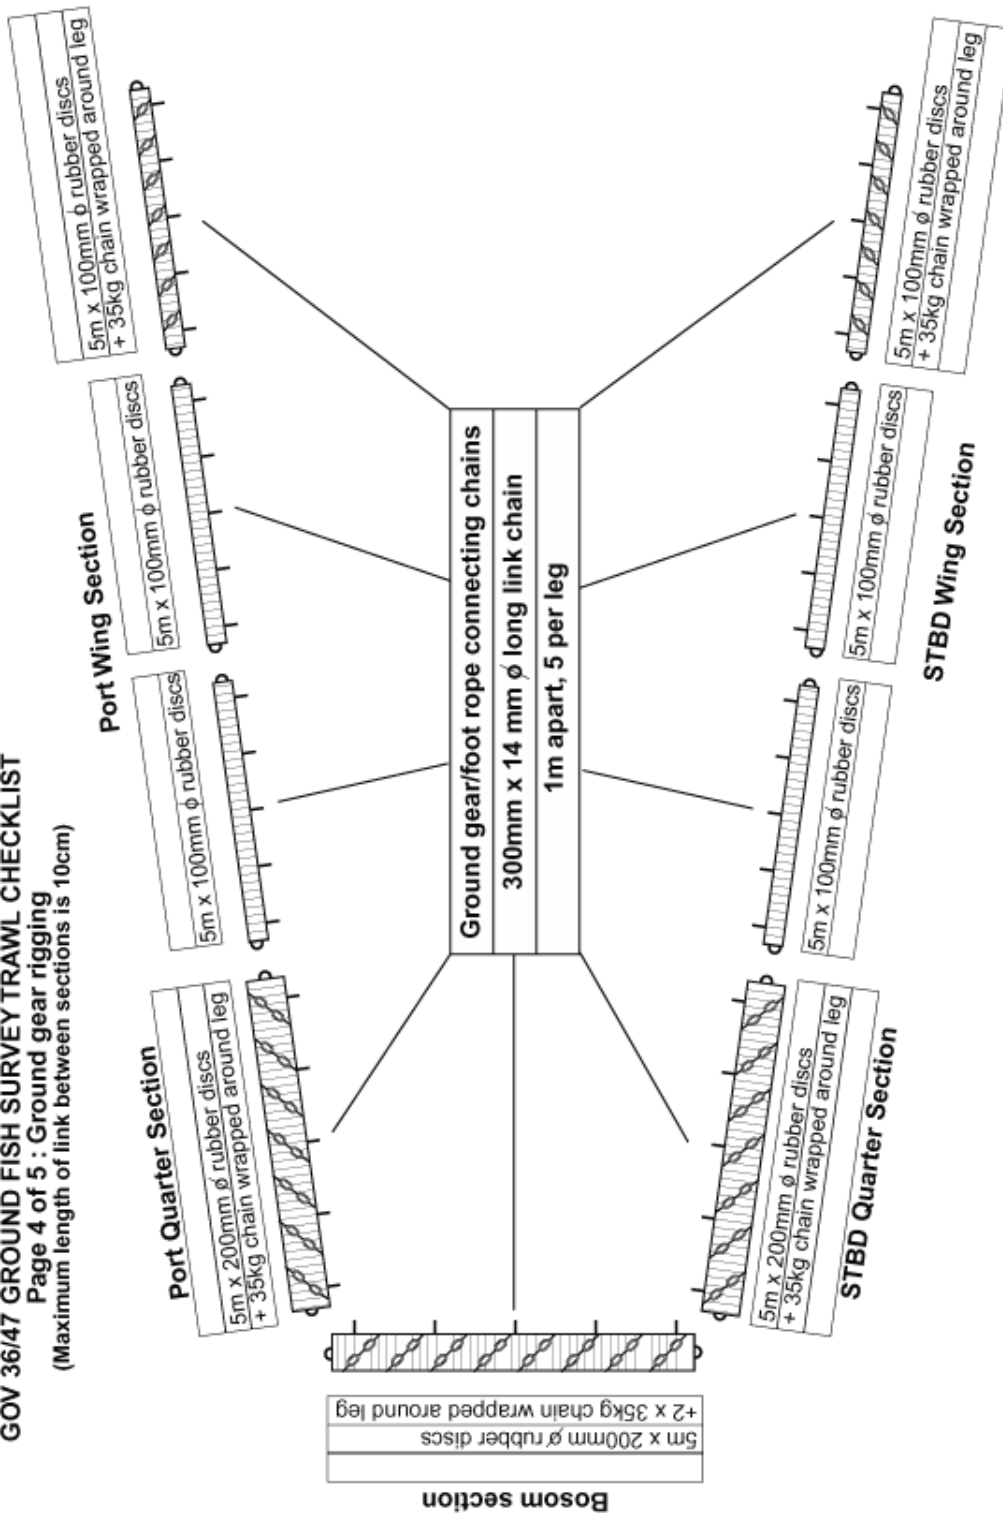 GOV 36/47 GROUND FISH SURVEY TRAWL CHECKLIST
Page 4 of 5 : Ground gear rigging
(Maximum length of link between sections is 10cm)
Port Quarter Section
5m x 200mm ϕ rubber discs
+ 35kg chain wrapped around leg
Port Wing Section
5m x 100mm ϕ rubber discs
5m x 100mm ϕ rubber discs
5m x 100mm ϕ rubber discs
+ 35kg chain wrapped around leg
Ground gear/foot rope connecting chains
300mm x 14 mm ϕ long link chain
1m apart, 5 per leg
Bosom section
5m x 200mm ϕ rubber discs
+2 x 35kg chain wrapped around leg
5m x 200mm ϕ rubber discs
+ 35kg chain wrapped around leg
STBD Quarter Section
5m x 100mm ϕ rubber discs
5m x 100mm ϕ rubber discs
5m x 100mm ϕ rubber discs
+ 35kg chain wrapped around leg
STBD Wing Section